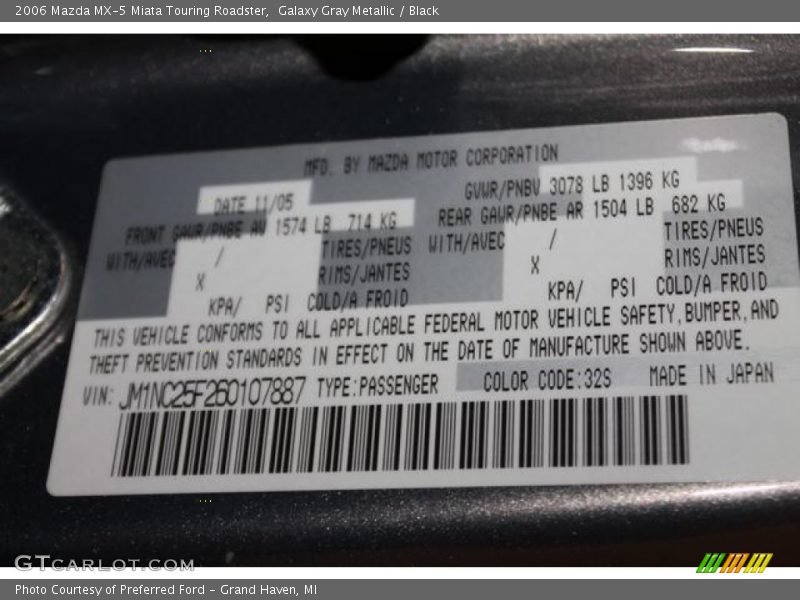 2006 Mazda MX-5 Miata Touring Roadster, Galaxy Gray Metallic / Black
MFD. BY MAZDA MOTOR CORPORATION
DATE 11/05 GVWR/PNBV 3078 LB 1396 KG
FRONT GAWR/PNBE AV 1574 LB 714 KG REAR GAWR/PNBE AR 1504 LB 682 KG
WITH/AVEC / TIRES/PNEUS WITH/AVEC / TIRES/PNEUS
X RIMS/JANTES X RIMS/JANTES
KPA/ PSI COLD/A FROID KPA/ PSI COLD/A FROID
THIS VEHICLE CONFORMS TO ALL APPLICABLE FEDERAL MOTOR VEHICLE SAFETY, BUMPER, AND
THEFT PREVENTION STANDARDS IN EFFECT ON THE DATE OF MANUFACTURE SHOWN ABOVE.
VIN: JM1NC25F260107887 TYPE:PASSENGER COLOR CODE:32S MADE IN JAPAN
GTCARLOT.COM
Photo Courtesy of Preferred Ford - Grand Haven, MI